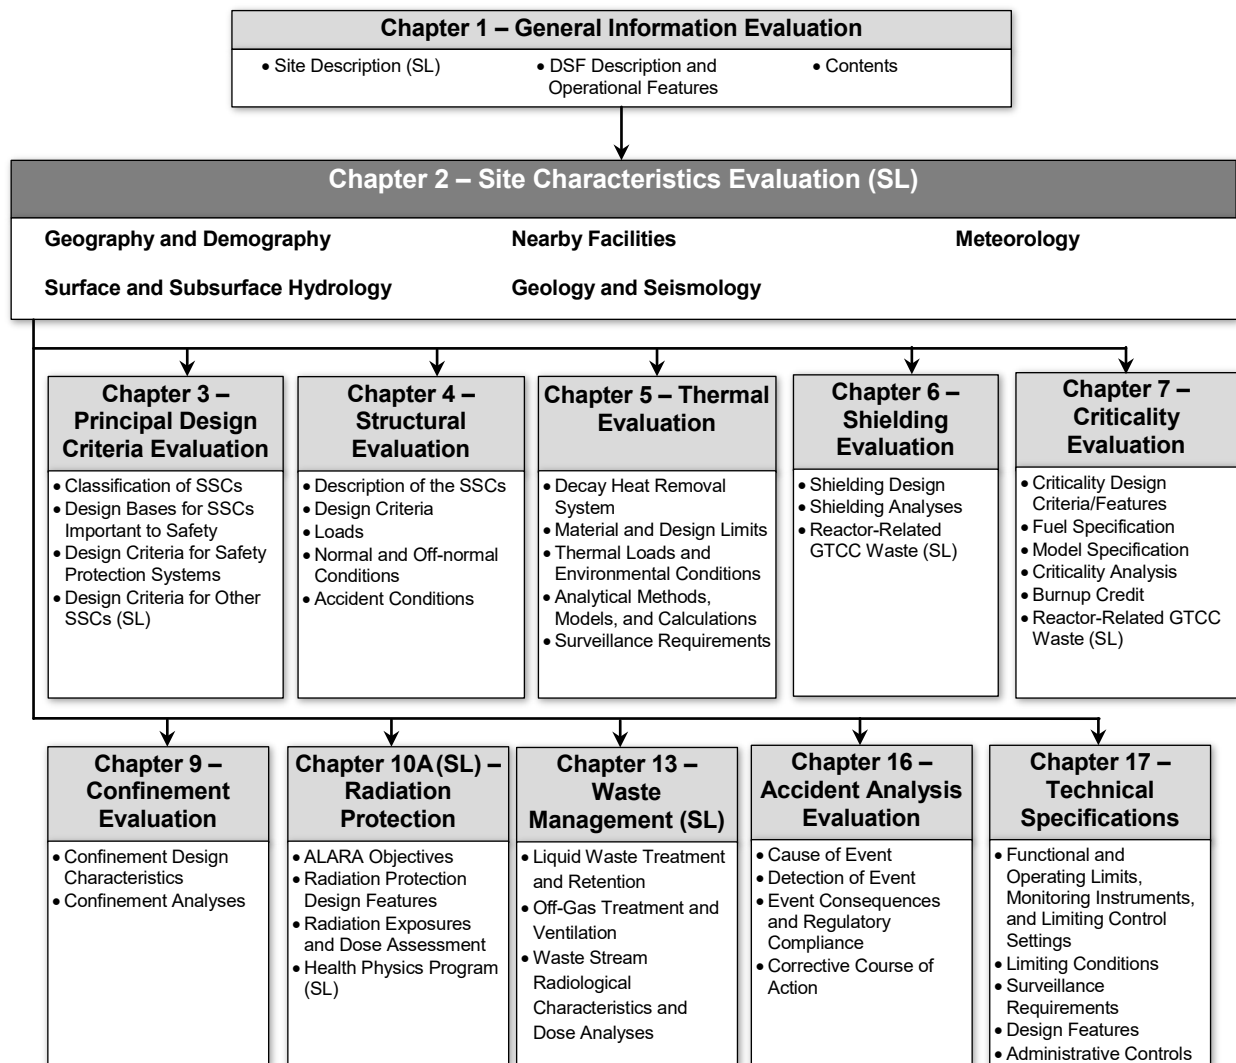 Chapter 1 – General Information Evaluation
• Site Description (SL)
• DSF Description and
Operational Features
• Contents
Chapter 2 – Site Characteristics Evaluation (SL)
Geography and Demography
Nearby Facilities
Meteorology
Surface and Subsurface Hydrology
Geology and Seismology
Chapter 3 –
Principal Design
Criteria Evaluation
• Classification of SSCs
• Design Bases for SSCs
Important to Safety
• Design Criteria for Safety
Protection Systems
• Design Criteria for Other
SSCs (SL)
Chapter 4 –
Structural
Evaluation
• Description of the SSCs
• Design Criteria
• Loads
• Normal and Off-normal
Conditions
• Accident Conditions
Chapter 5 – Thermal
Evaluation
• Decay Heat Removal
System
• Material and Design Limits
• Thermal Loads and
Environmental Conditions
• Analytical Methods,
Models, and Calculations
• Surveillance Requirements
Chapter 6 –
Shielding
Evaluation
• Shielding Design
• Shielding Analyses
• Reactor-Related
GTCC Waste (SL)
Chapter 7 –
Criticality
Evaluation
• Criticality Design
Criteria/Features
• Fuel Specification
• Model Specification
• Criticality Analysis
• Burnup Credit
• Reactor-Related GTCC
Waste (SL)
Chapter 9 –
Confinement
Evaluation
• Confinement Design
Characteristics
• Confinement Analyses
Chapter 10A (SL) –
Radiation
Protection
• ALARA Objectives
• Radiation Protection
Design Features
• Radiation Exposures
and Dose Assessment
• Health Physics Program
(SL)
Chapter 13 –
Waste
Management (SL)
• Liquid Waste Treatment
and Retention
• Off-Gas Treatment and
Ventilation
• Waste Stream
Radiological
Characteristics and
Dose Analyses
Chapter 16 –
Accident Analysis
Evaluation
• Cause of Event
• Detection of Event
• Event Consequences
and Regulatory
Compliance
• Corrective Course of
Action
Chapter 17 –
Technical
Specifications
• Functional and
Operating Limits,
Monitoring Instruments,
and Limiting Control
Settings
• Limiting Conditions
• Surveillance
Requirements
• Design Features
• Administrative Controls